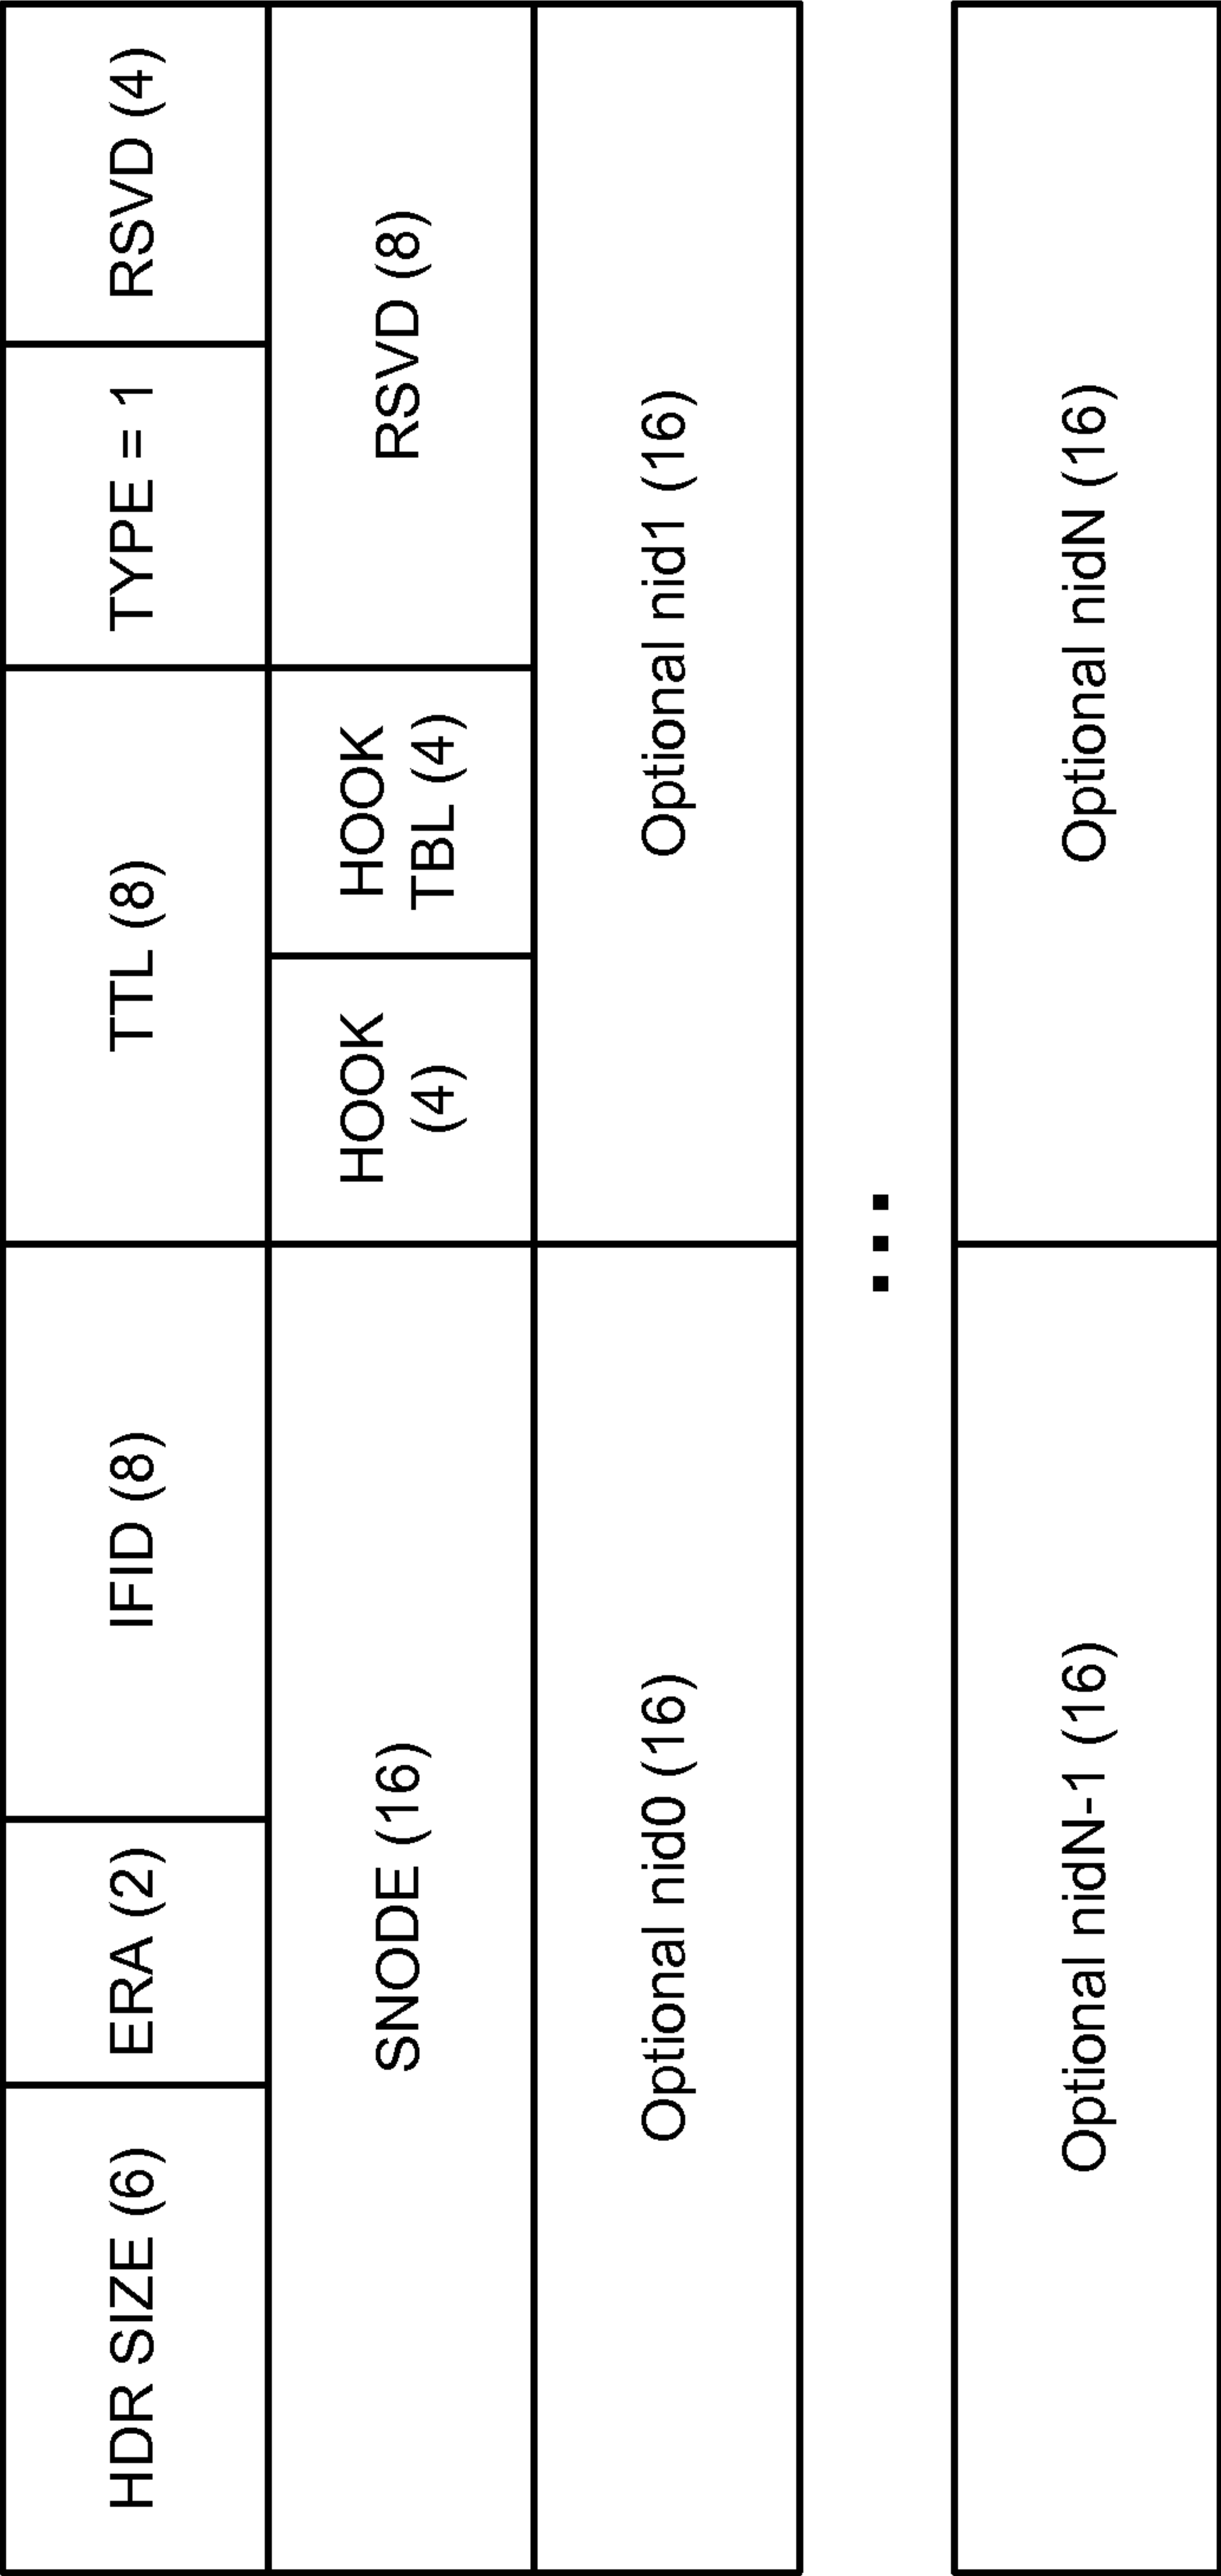 HDR SIZE (6)
ERA (2)
IFID (8)
TTL (8)
TYPE = 1
RSVD (4)
SNODE (16)
HOOK
(4)
HOOK
TBL (4)
RSVD (8)
Optional nid0 (16)
Optional nid1 (16)
...
Optional nidN-1 (16)
Optional nidN (16)